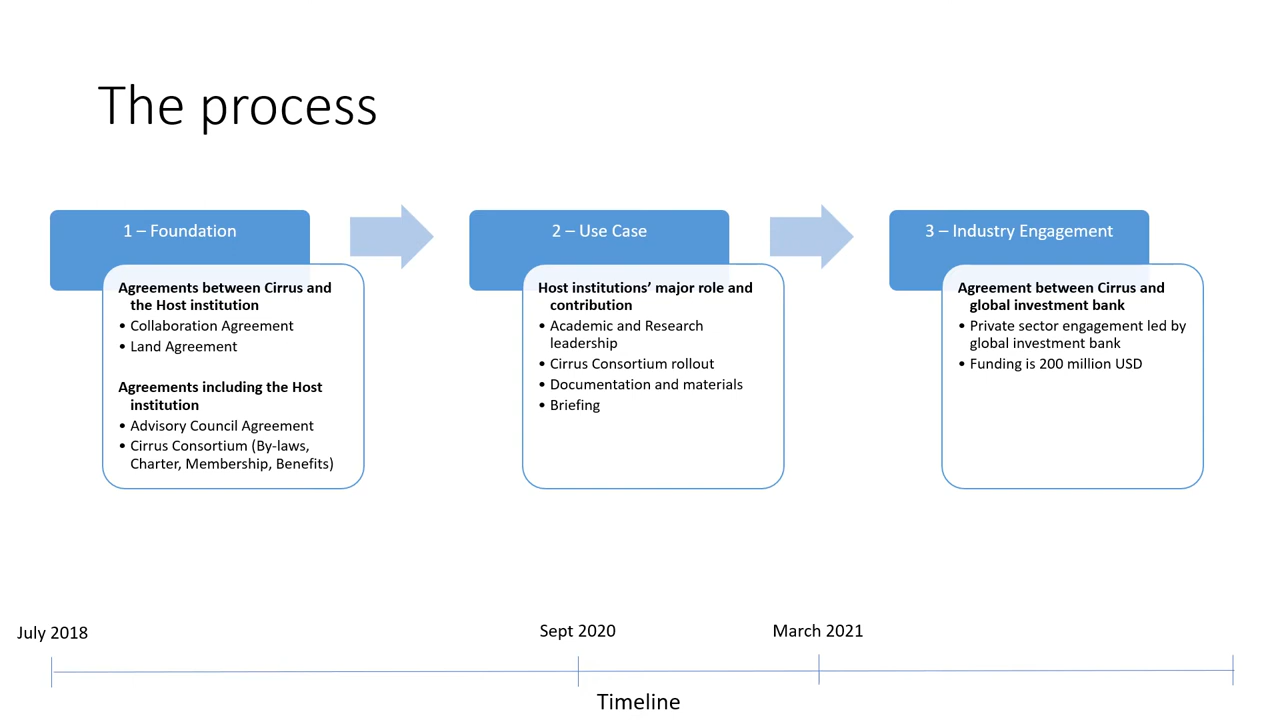 The process
1 – Foundation
Agreements between Cirrus and
the Host institution
• Collaboration Agreement
• Land Agreement
Agreements including the Host
institution
• Advisory Council Agreement
• Cirrus Consortium (By-laws,
Charter, Membership, Benefits)
2 – Use Case
Host institutions’ major role and
contribution
• Academic and Research
leadership
• Cirrus Consortium rollout
• Documentation and materials
• Briefing
3 – Industry Engagement
Agreement between Cirrus and
global investment bank
• Private sector engagement led by
global investment bank
• Funding is 200 million USD
July 2018
Sept 2020
March 2021
Timeline